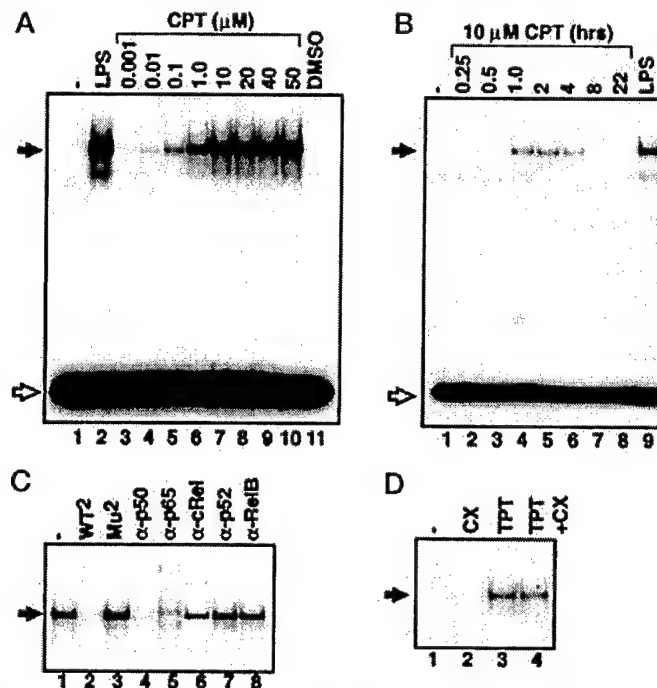 A
CPT (μM)
- LPS 0.001 0.01 0.1 1.0 10 20 40 50 DMSO
1 2 3 4 5 6 7 8 9 10 11
B
10 μM CPT (hrs)
- 0.25 0.5 1.0 2 4 8 22 LPS
1 2 3 4 5 6 7 8 9
C
- WT2 Mu2 α-p50 α-p65 α-cRel α-p52 α-RelB
1 2 3 4 5 6 7 8
D
- CX TPT TPT +CX
1 2 3 4